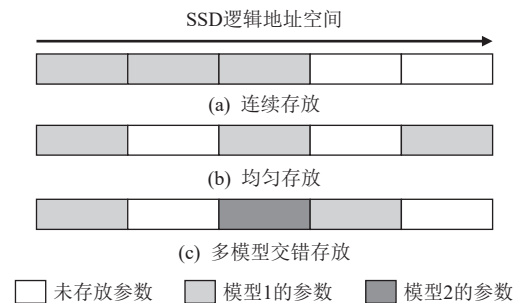 SSD逻辑地址空间
(a) 连续存放
(b) 均匀存放
(c) 多模型交错存放
未存放参数 模型1的参数 模型2的参数